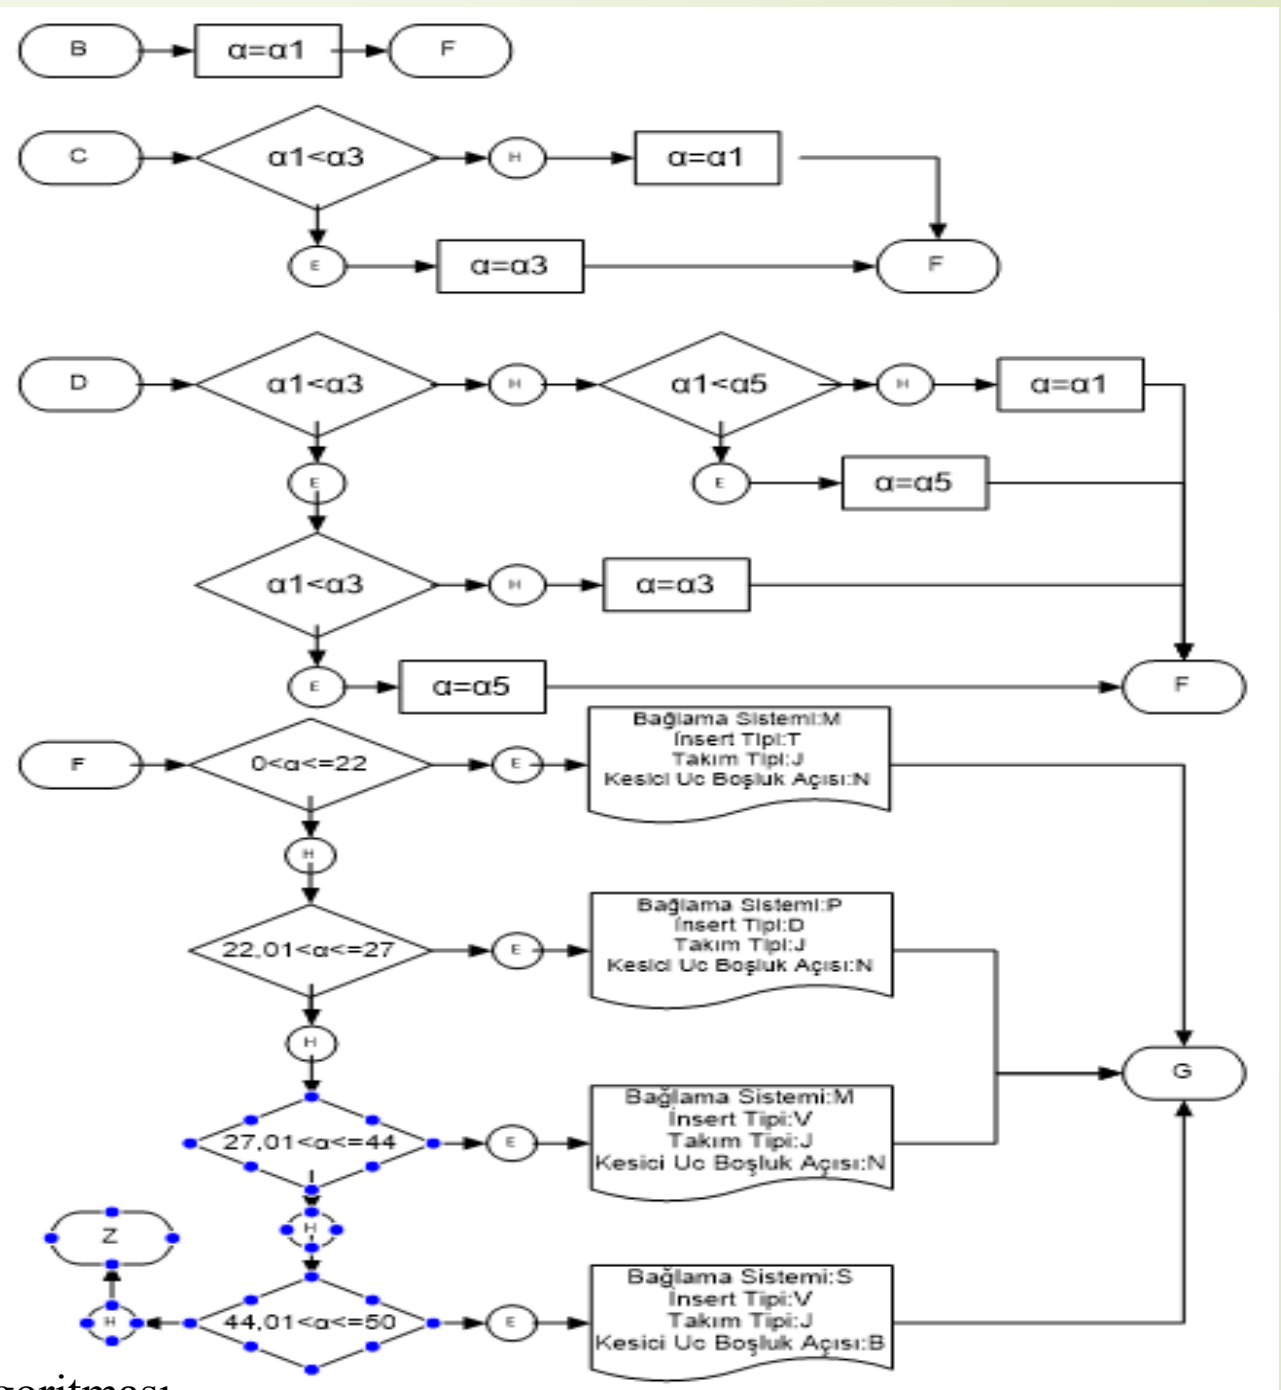 B α=α1 F
C α1<α3 H α=α1
E α=α3 F
D α1<α3 H α1<α5 H α=α1
E E α=α5
α1<α3 H α=α3
E α=α5 F
F 0<α<=22 E
Bağlama Sistemi:M
İnsert Tipi:T
Takım Tipi:J
Kesici Uc Boşluk Açısı:N
H
22,01<α<=27 E
Bağlama Sistemi:P
İnsert Tipi:D
Takım Tipi:J
Kesici Uc Boşluk Açısı:N
H
G
27,01<α<=44 E
Bağlama Sistemi:M
İnsert Tipi:V
Takım Tipi:J
Kesici Uc Boşluk Açısı:N
Z H
H 44,01<α<=50 E
Bağlama Sistemi:S
İnsert Tipi:V
Takım Tipi:J
Kesici Uc Boşluk Açısı:B